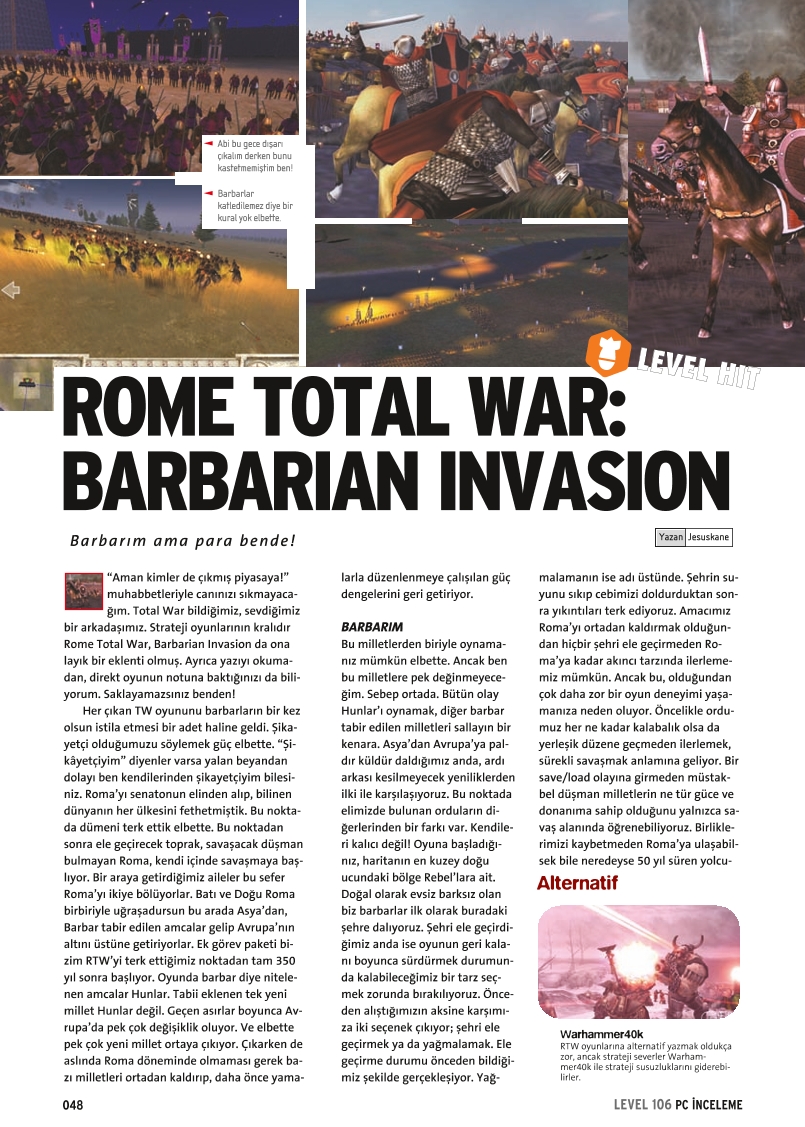 Abi bu gece dışarı
çıkalım derken bunu
kastetmemiştim ben!
Barbarlar
katledilemez diye bir
kural yok elbette.
LEVEL HIT
ROME TOTAL WAR:
BARBARIAN INVASION
Barbarım ama para bende!
Yazan Jesuskane
"Aman kimler de çıkmış piyasaya!"
muhabbetleriyle canınızı sıkmayaca-
ğım. Total War bildiğimiz, sevdiğimiz
bir arkadaşımız. Strateji oyunlarının kralıdır
Rome Total War, Barbarian Invasion da ona
layık bir eklenti olmuş. Ayrıca yazıyı okuma-
dan, direkt oyunun notuna baktığınızı da bili-
yorum. Saklayamazsınız benden!
Her çıkan TW oyununu barbarların bir kez
olsun istila etmesi bir adet haline geldi. Şika-
yetçi olduğumuzu söylemek güç elbette. "Şi-
kâyetçiyim" diyenler varsa yalan beyandan
dolayı ben kendilerinden şikayetçiyim bilesi-
niz. Roma'yı senatonun elinden alıp, bilinen
dünyanın her ülkesini fethetmiştik. Bu nokta-
da dümeni terk ettik elbette. Bu noktadan
sonra ele geçirecek toprak, savaşacak düşman
bulmayan Roma, kendi içinde savaşmaya baş-
lıyor. Bir araya getirdiğimiz aileler bu sefer
Roma'yı ikiye bölüyorlar. Batı ve Doğu Roma
birbiriyle uğraşadursun bu arada Asya'dan,
Barbar tabir edilen amcalar gelip Avrupa'nın
altını üstüne getiriyorlar. Ek görev paketi bi-
zim RTW'yi terk ettiğimiz noktadan tam 350
yıl sonra başlıyor. Oyunda barbar diye nitele-
nen amcalar Hunlar. Tabii eklenen tek yeni
millet Hunlar değil. Geçen asırlar boyunca Av-
rupa'da pek çok değişiklik oluyor. Ve elbette
pek çok yeni millet ortaya çıkıyor. Çıkarken de
aslında Roma döneminde olmaması gerek ba-
zı milletleri ortadan kaldırıp, daha önce yama-
larla düzenlenmeye çalışılan güç
dengelerini geri getiriyor.
BARBARIM
Bu milletlerden biriyle oynama-
nız mümkün elbette. Ancak ben
bu milletlere pek değinmeyece-
ğim. Sebep ortada. Bütün olay
Hunlar'ı oynamak, diğer barbar
tabir edilen milletleri sallayın bir
kenara. Asya'dan Avrupa'ya pal-
dır küldür daldığımız anda, ardı
arkası kesilmeyecek yeniliklerden
ilki ile karşılaşıyoruz. Bu noktada
elimizde bulunan orduların di-
ğerlerinden bir farkı var. Kendile-
ri kalıcı değil! Oyuna başladığı-
nız, haritanın en kuzey doğu
ucundaki bölge Rebel'lara ait.
Doğal olarak evsiz barksız olan
biz barbarlar ilk olarak buradaki
şehre dalıyoruz. Şehri ele geçirdi-
ğimiz anda ise oyunun geri kala-
nı boyunca sürdürmek durumun-
da kalabileceğimiz bir tarz seç-
mek zorunda bırakılıyoruz. Önce-
den alıştığımızın aksine karşımı-
za iki seçenek çıkıyor; şehri ele
geçirmek ya da yağmalamak. Ele
geçirme durumu önceden bildiği-
miz şekilde gerçekleşiyor. Yağ-
malamanın ise adı üstünde. Şehrin su-
yunu sıkıp cebimizi doldurduktan son-
ra yıkıntıları terk ediyoruz. Amacımız
Roma'yı ortadan kaldırmak olduğun-
dan hiçbir şehri ele geçirmeden Ro-
ma'ya kadar akıncı tarzında ilerleme-
miz mümkün. Ancak bu, olduğundan
çok daha zor bir oyun deneyimi yaşa-
manıza neden oluyor. Öncelikle ordu-
muz her ne kadar kalabalık olsa da
yerleşik düzene geçmeden ilerlemek,
sürekli savaşmak anlamına geliyor. Bir
save/load olayına girmeden müstak-
bel düşman milletlerin ne tür güce ve
donanıma sahip olduğunu yalnızca sa-
vaş alanında öğrenebiliyoruz. Birlikle-
rimizi kaybetmeden Roma'ya ulaşabil-
sek bile neredeyse 50 yıl süren yolcu-
Alternatif
Warhammer40k
RTW oyunlarına alternatif yazmak oldukça
zor, ancak strateji severler Warham-
mer40k ile strateji susuzluklarını giderebi-
lirler.
048
LEVEL 106 PC İNCELEME